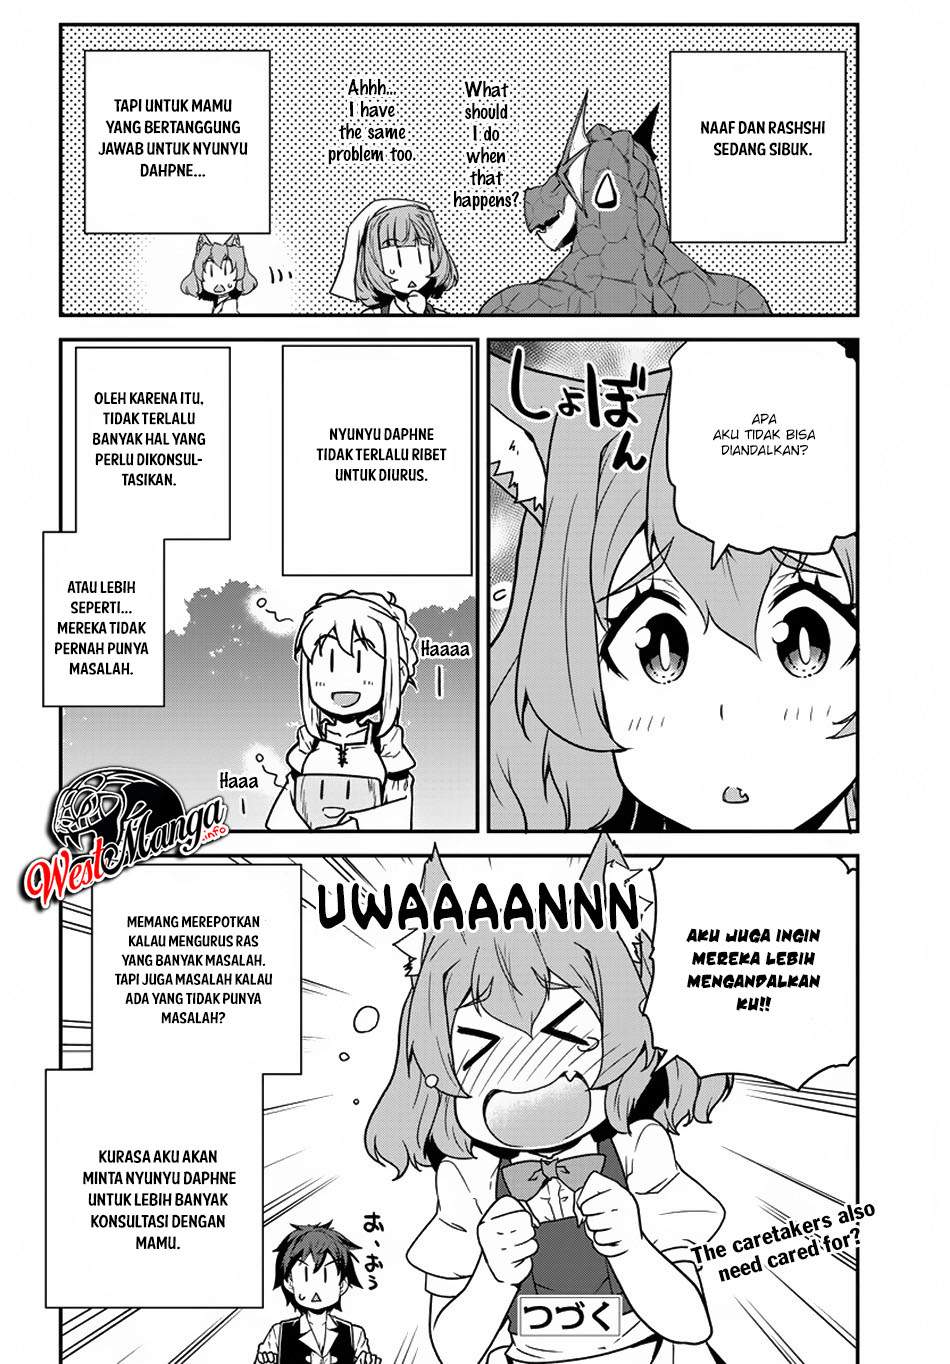 NAAF DAN RASHSHI
SEDANG SIBUK.
What
should
I do
when
that
happens?
Ahhh...
I have
the same
problem too.
TAPI UNTUK MAMU
YANG BERTANGGUNG
JAWAB UNTUK NYUNYU
DAHPNE...
APA
AKU TIDAK BISA
DIANDALKAN?
しょぼん
NYUNYU DAPHNE
TIDAK TERLALU RIBET
UNTUK DIURUS.
OLEH KARENA ITU,
TIDAK TERLALU
BANYAK HAL YANG
PERLU DIKONSUL-
TASIKAN.
ATAU LEBIH
SEPERTI...
MEREKA TIDAK
PERNAH PUNYA
MASALAH.
Haaaa
Haaa
WestManga
.info
UWAAAAANNN
AKU JUGA INGIN
MEREKA LEBIH
MENGANDALKAN
KU!!
MEMANG MEREPOTKAN
KALAU MENGURUS RAS
YANG BANYAK MASALAH.
TAPI JUGA MASALAH KALAU
ADA YANG TIDAK PUNYA
MASALAH?
KURASA AKU AKAN
MINTA NYUNYU DAPHNE
UNTUK LEBIH BANYAK
KONSULTASI DENGAN
MAMU.
お、おぅ
The caretakers also
need cared for?
つづく